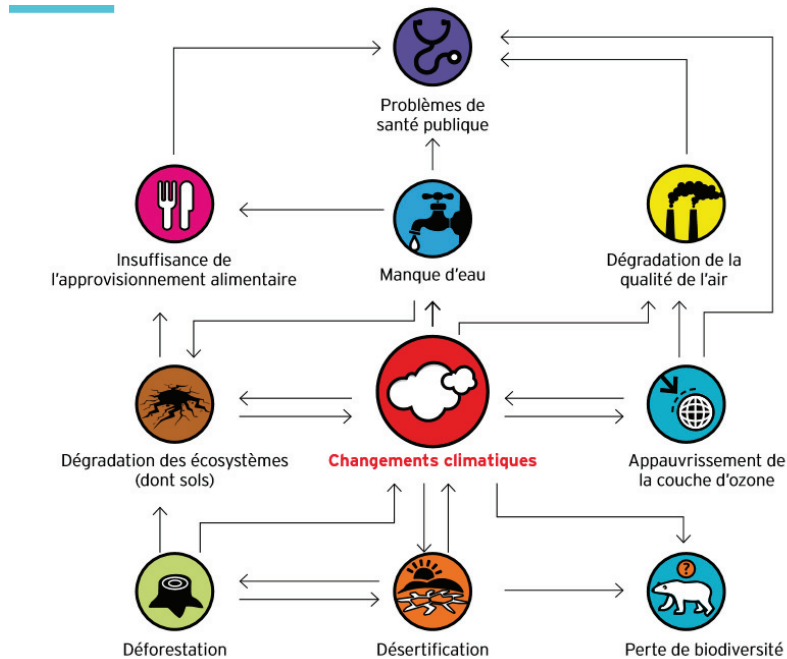 Problèmes de
santé publique
Insuffisance de
l'approvisionnement alimentaire
Manque d'eau
Dégradation de la
qualité de l'air
Dégradation des écosystèmes
(dont sols)
Changements climatiques
Appauvrissement de
la couche d'ozone
?
Déforestation
Désertification
Perte de biodiversité